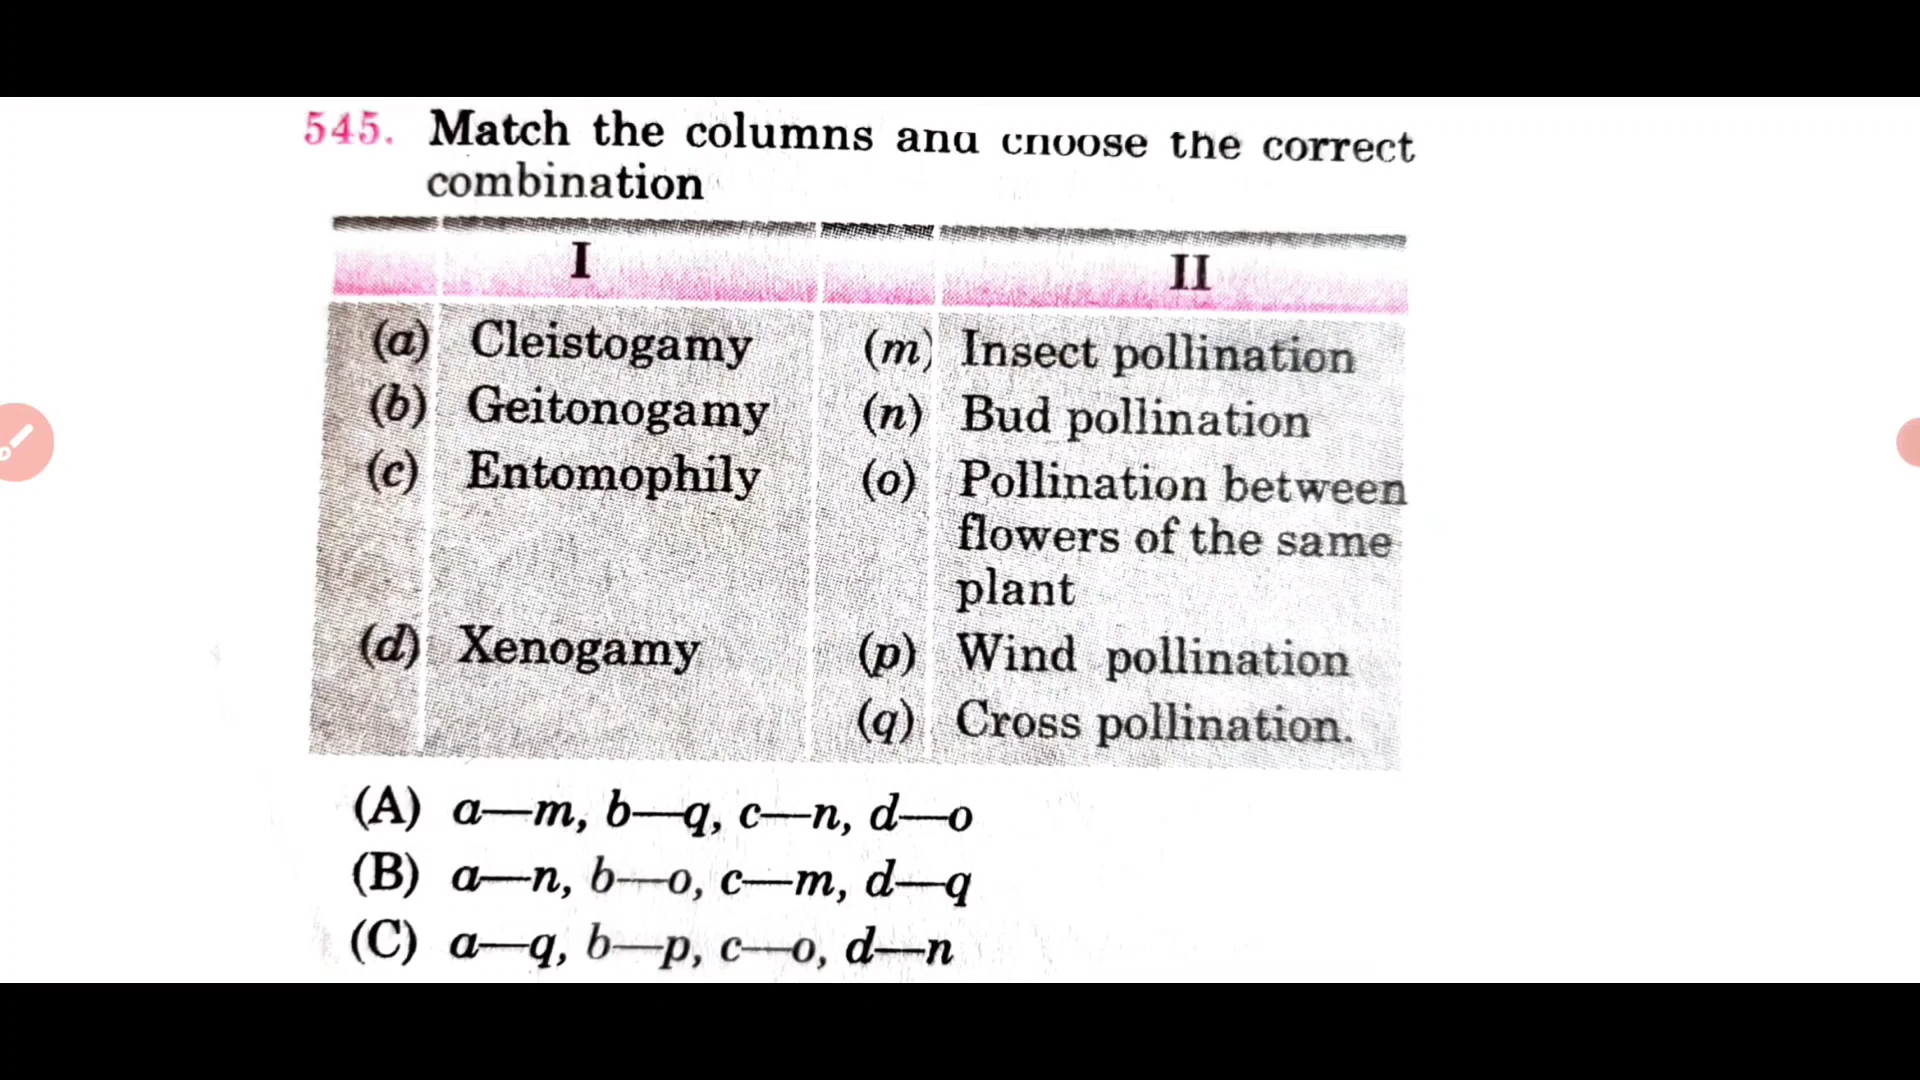 545. Match the columns and choose the correct
combination
I II
(a) Cleistogamy (m) Insect pollination
(b) Geitonogamy (n) Bud pollination
(c) Entomophily (o) Pollination between
flowers of the same
plant
(d) Xenogamy (p) Wind pollination
(q) Cross pollination.
(A) a—m, b—q, c—n, d—o
(B) a—n, b—o, c—m, d—q
(C) a—q, b—p, c—o, d—n